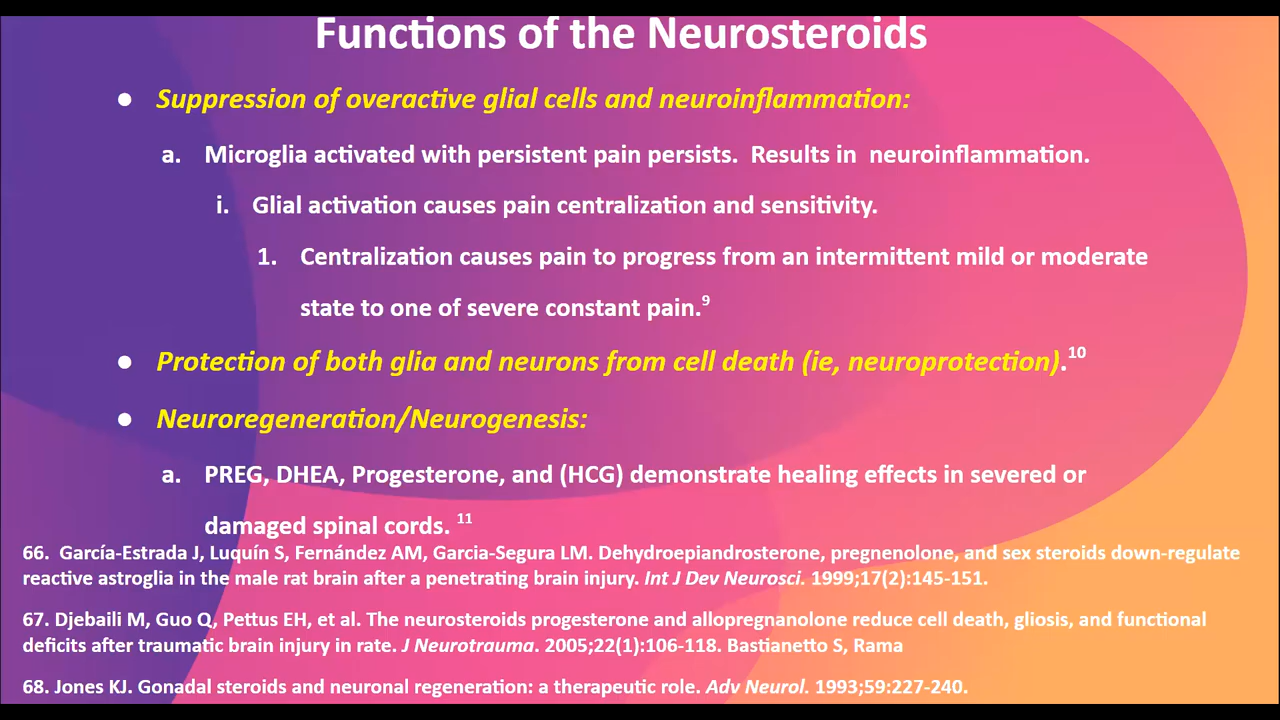 Functions of the Neurosteroids
● Suppression of overactive glial cells and neuroinflammation:
a. Microglia activated with persistent pain persists. Results in neuroinflammation.
i. Glial activation causes pain centralization and sensitivity.
1. Centralization causes pain to progress from an intermittent mild or moderate
state to one of severe constant pain.9
● Protection of both glia and neurons from cell death (ie, neuroprotection).10
● Neuroregeneration/Neurogenesis:
a. PREG, DHEA, Progesterone, and (HCG) demonstrate healing effects in severed or
damaged spinal cords. 11
66. García-Estrada J, Luquín S, Fernández AM, Garcia-Segura LM. Dehydroepiandrosterone, pregnenolone, and sex steroids down-regulate
reactive astroglia in the male rat brain after a penetrating brain injury. Int J Dev Neurosci. 1999;17(2):145-151.
67. Djebaili M, Guo Q, Pettus EH, et al. The neurosteroids progesterone and allopregnanolone reduce cell death, gliosis, and functional
deficits after traumatic brain injury in rate. J Neurotrauma. 2005;22(1):106-118. Bastianetto S, Rama
68. Jones KJ. Gonadal steroids and neuronal regeneration: a therapeutic role. Adv Neurol. 1993;59:227-240.